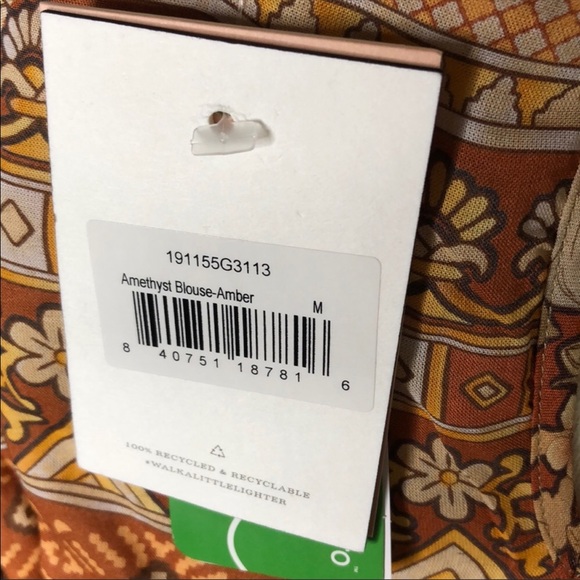 191155G3113
Amethyst Blouse-Amber M
8 40751 18781 6
100% RECYCLED & RECYCLABLE
#WALKALITTLELIGHTER